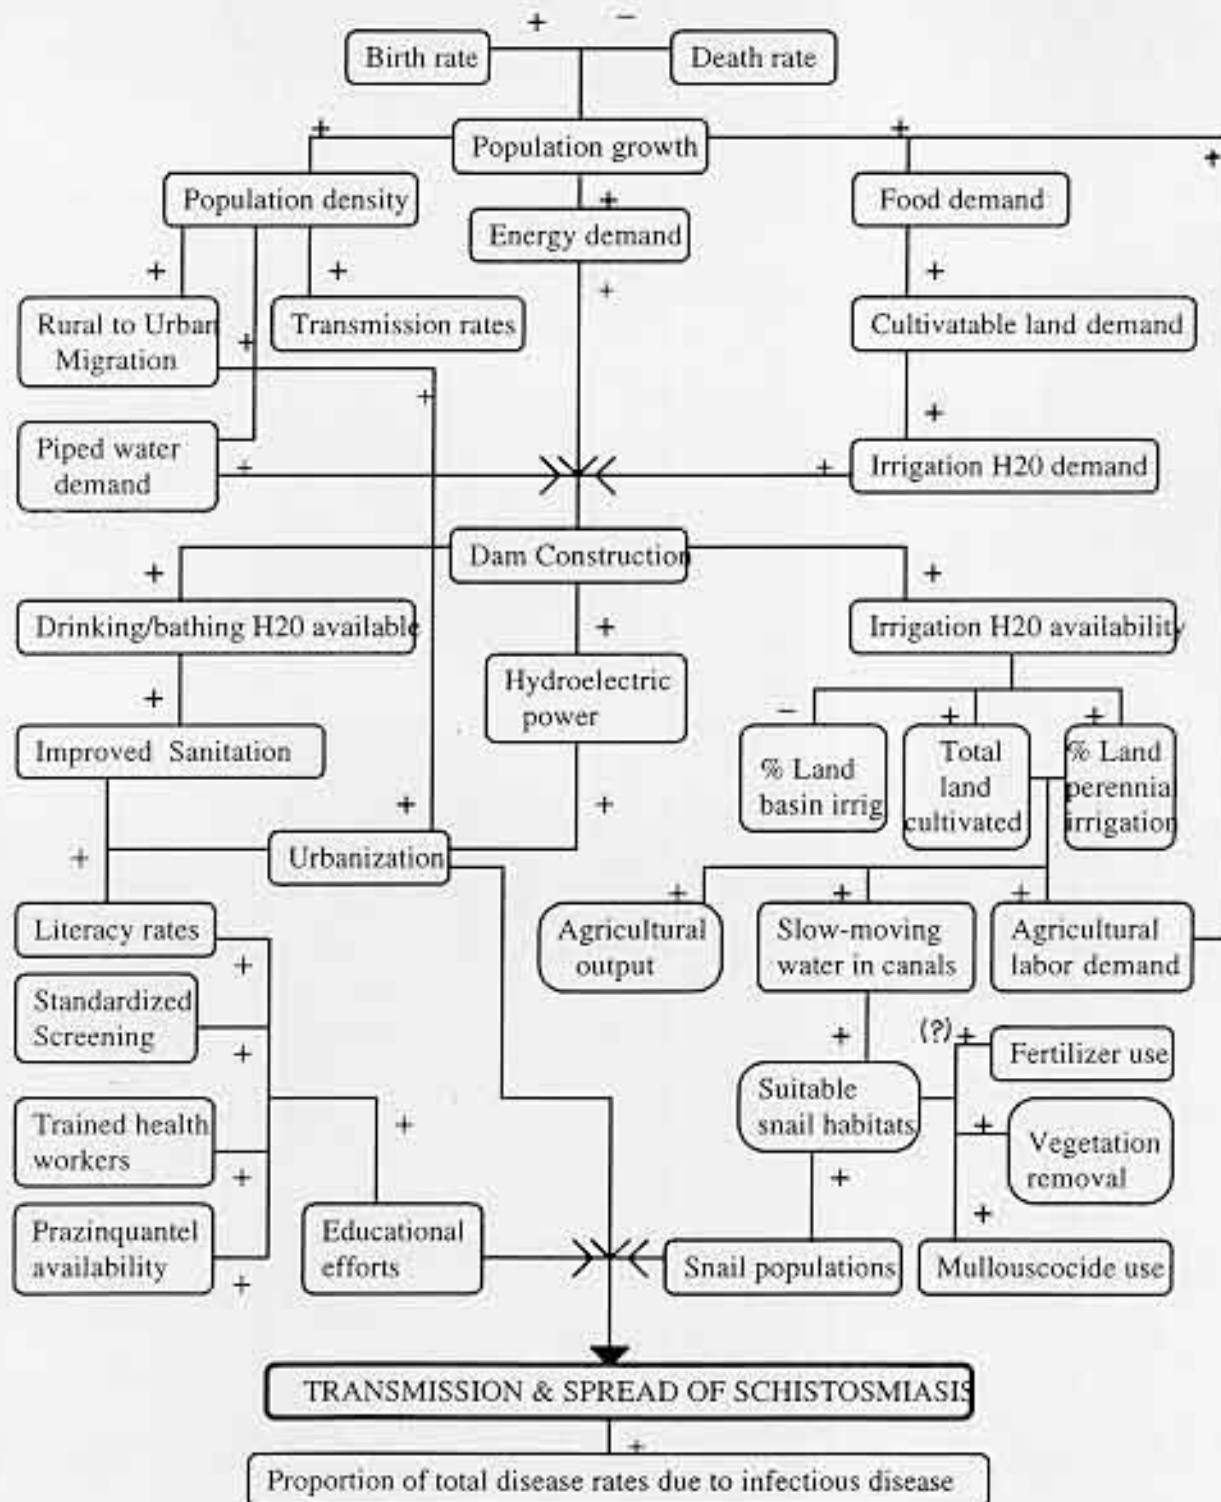 + −
Birth rate
Death rate
+
Population growth
+
+
Population density
+
Energy demand
Food demand
+
+
+
+
Rural to Urban
Migration
+
Transmission rates
Cultivatable land demand
+
+
Piped water
demand
+
+
Irrigation H20 demand
Dam Construction
+
+
Drinking/bathing H20 available
+
Irrigation H20 availability
+
Hydroelectric
power
−
+
+
Improved Sanitation
% Land
basin irrig
Total
land
cultivated
% Land
perennia
irrigation
+
+
+
Urbanization
+
+
+
Literacy rates
Agricultural
output
Slow-moving
water in canals
Agricultural
labor demand
+
Standardized
Screening
+
+
(?) +
Fertilizer use
Suitable
snail habitats
Trained health
workers
+
+
Vegetation
removal
+
+
+
Prazinquantel
availability
+
Educational
efforts
Snail populations
Mullouscocide use
TRANSMISSION & SPREAD OF SCHISTOSMIASIS
+
Proportion of total disease rates due to infectious disease